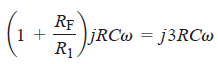 (1 + R_F/R_1) jRCω = j3RCω